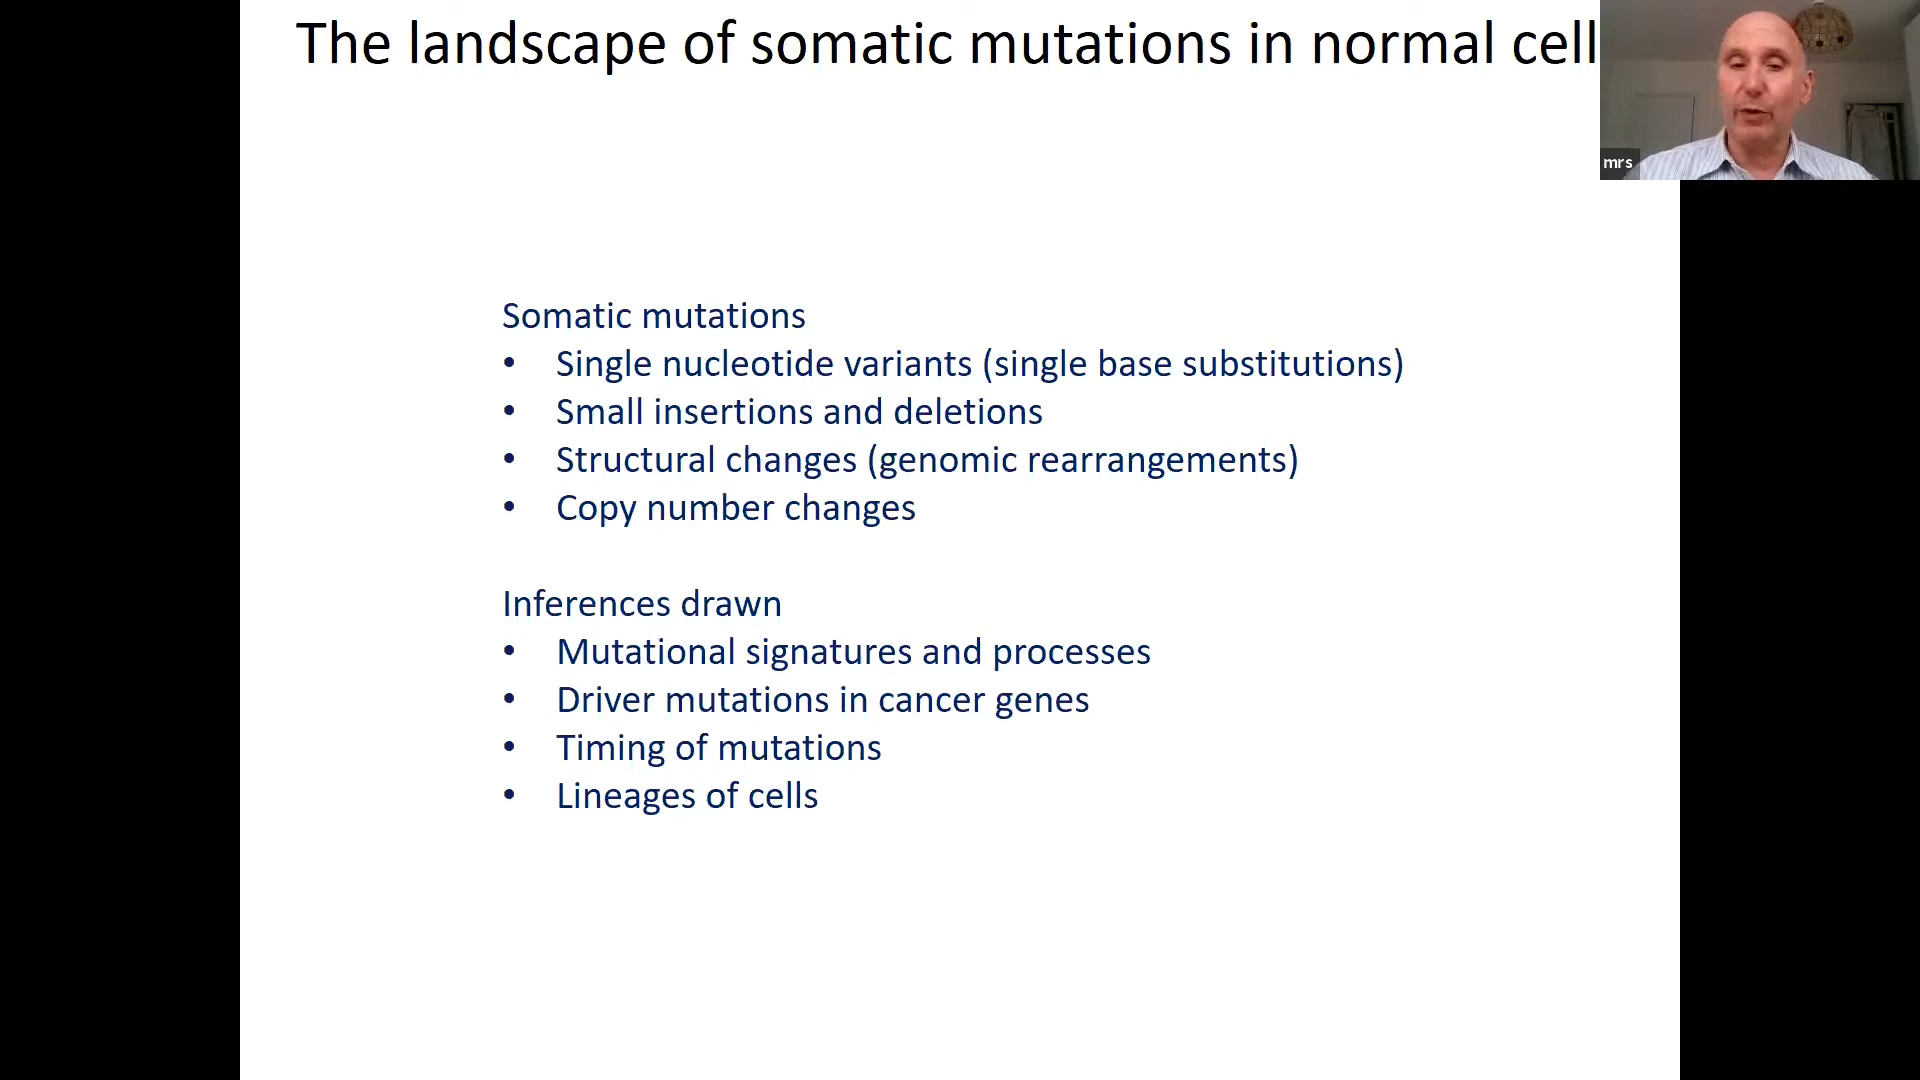 The landscape of somatic mutations in normal cell
mrs
Somatic mutations
• Single nucleotide variants (single base substitutions)
• Small insertions and deletions
• Structural changes (genomic rearrangements)
• Copy number changes
Inferences drawn
• Mutational signatures and processes
• Driver mutations in cancer genes
• Timing of mutations
• Lineages of cells